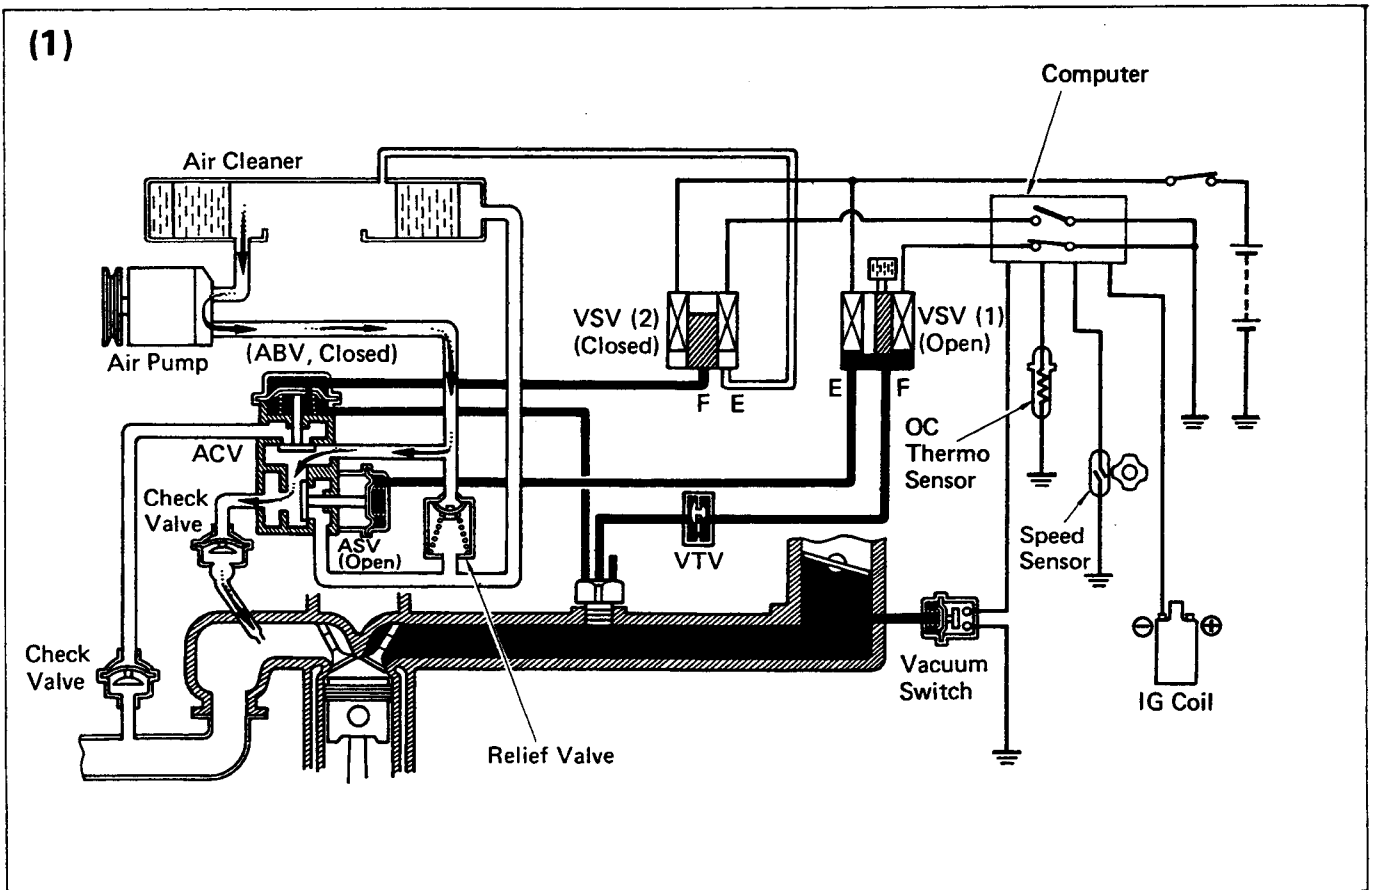 (1)
Computer
Air Cleaner
VSV (2)
(Closed)
VSV (1)
(Open)
Air Pump
(ABV, Closed)
F E
E F
ACV
OC
Thermo
Sensor
Check
Valve
ASV
(Open)
VTV
Speed
Sensor
Check
Valve
Vacuum
Switch
⊖ ⊕
IG Coil
Relief Valve